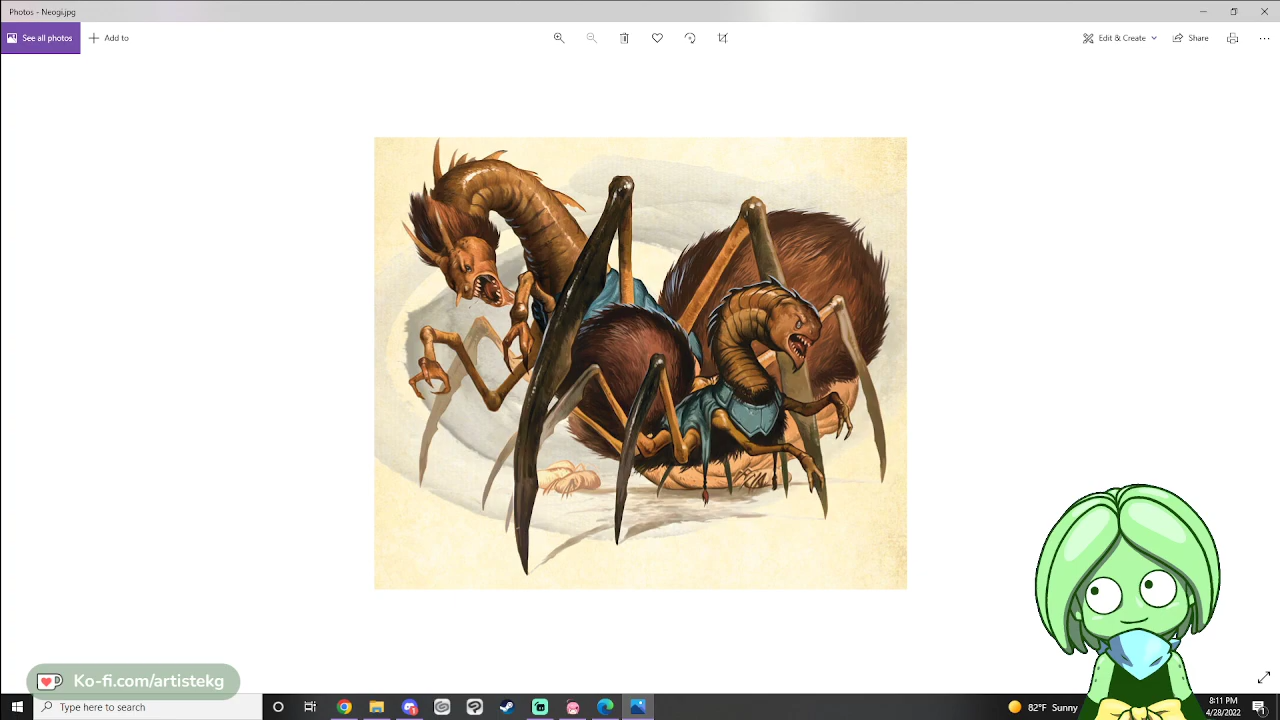 Photos - Neogi.jpg
See all photos
Add to
Edit & Create
Share
Ko-fi.com/artistekg
Type here to search
82°F Sunny
8:11 PM
4/28/2022